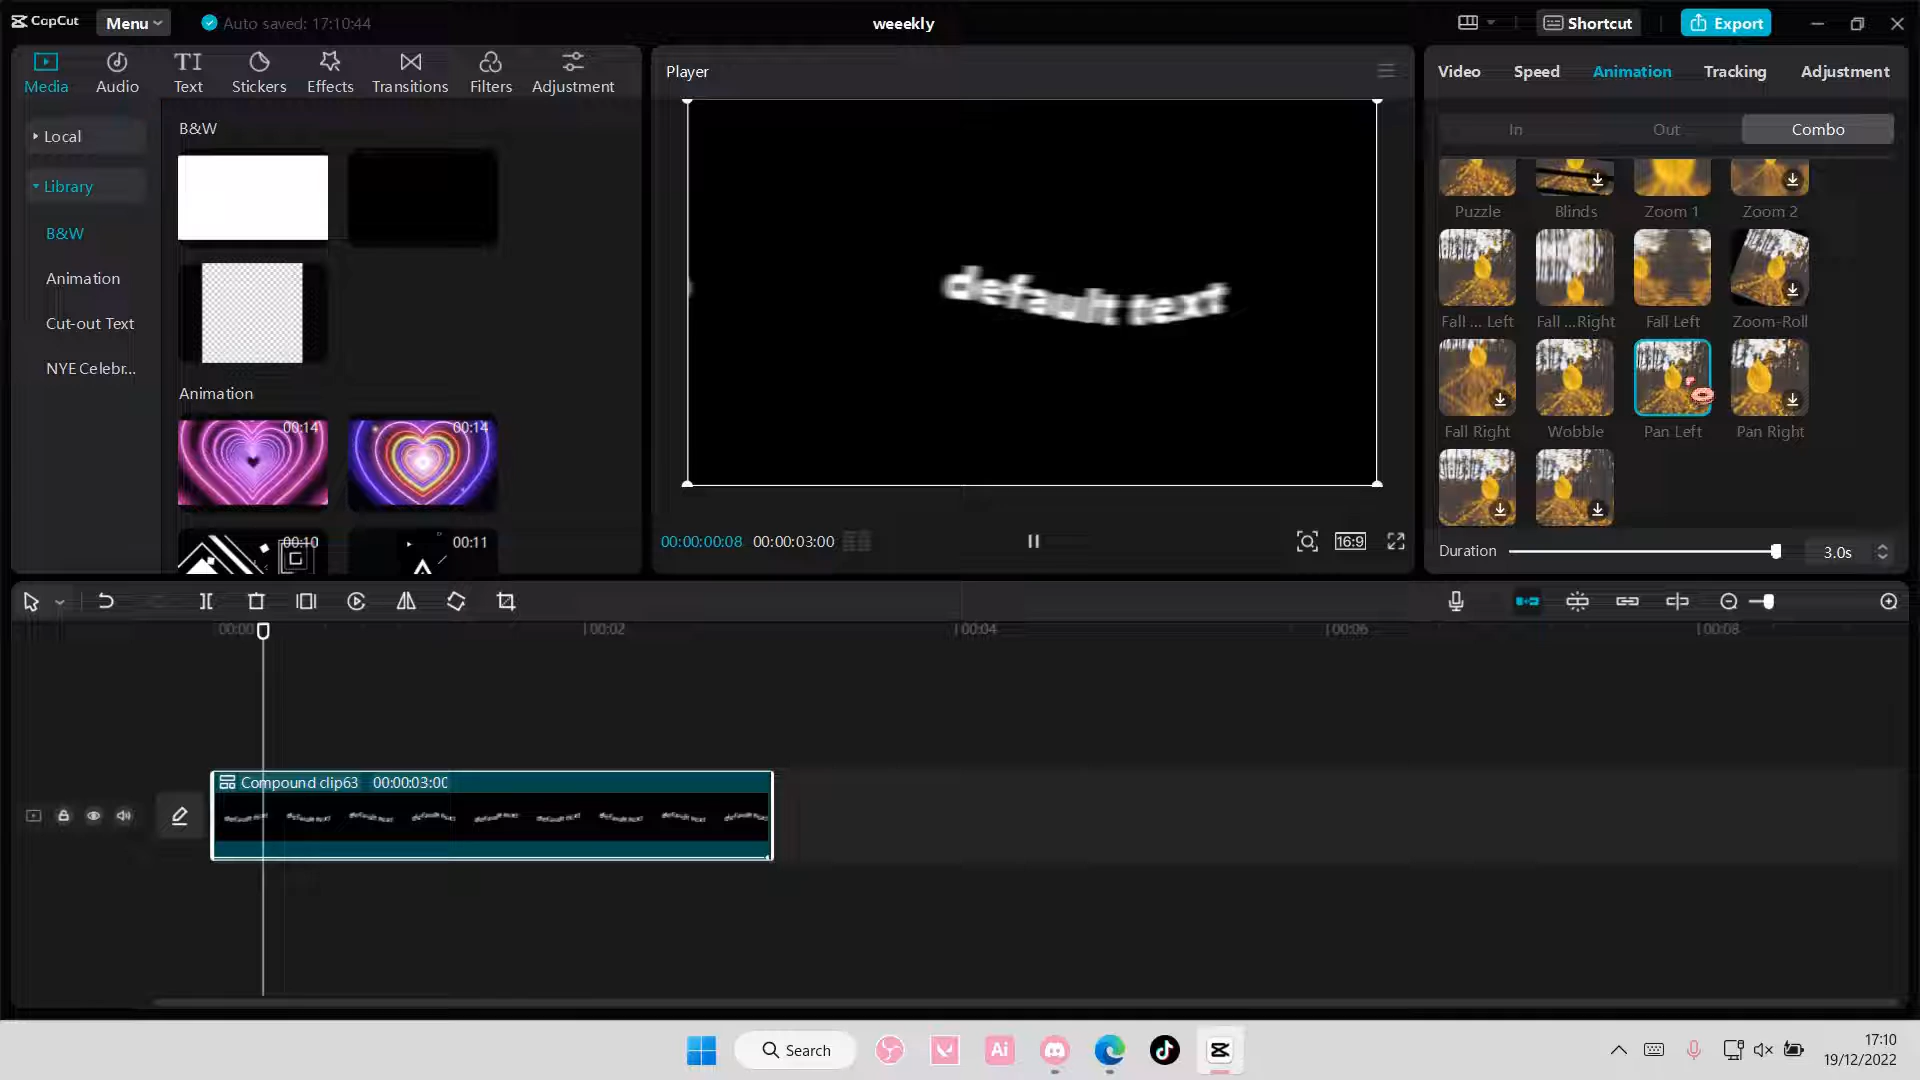 CapCut
Menu
Auto saved: 17:10:44
weeekly
Shortcut
Export
Media
Audio
Text
Stickers
Effects
Transitions
Filters
Adjustment
Local
Library
B&W
Animation
Cut-out Text
NYE Celebr...
B&W
Animation
00:14
00:14
00:10
00:11
Player
default text
00:00:00:08
00:00:03:00
16:9
Video
Speed
Animation
Tracking
Adjustment
In
Out
Combo
Puzzle
Blinds
Zoom 1
Zoom 2
Fall ... Left
Fall ...Right
Fall Left
Zoom-Roll
Fall Right
Wobble
Pan Left
Pan Right
Duration
3.0s
00:00
00:02
00:04
00:06
00:08
Compound clip63 00:00:03:00
default text default text default text default text default text default text default text default text default text
Search
Ai
17:10
19/12/2022